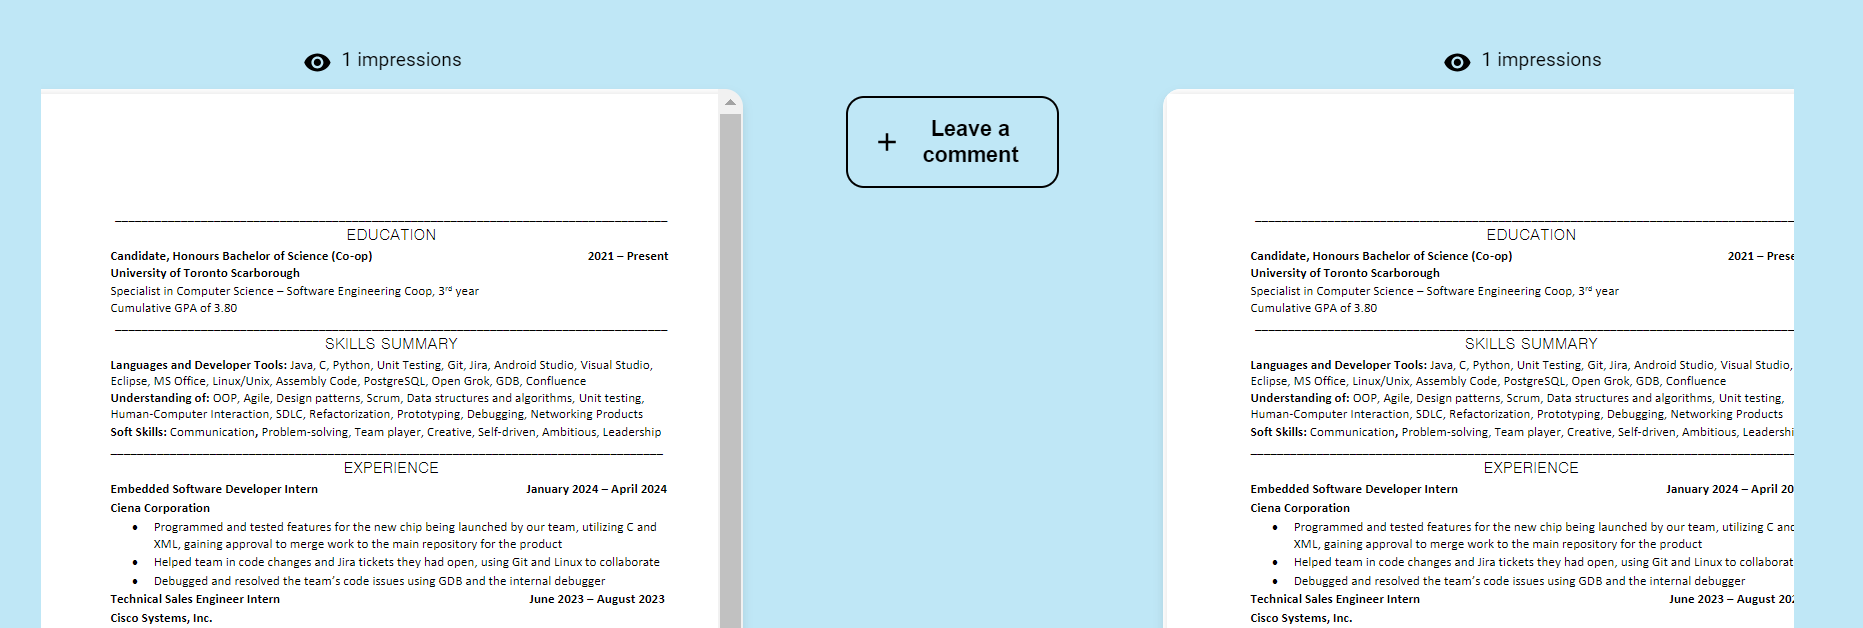 1 impressions
EDUCATION
Candidate, Honours Bachelor of Science (Co-op) 2021 – Present
University of Toronto Scarborough
Specialist in Computer Science – Software Engineering Coop, 3rd year
Cumulative GPA of 3.80
SKILLS SUMMARY
Languages and Developer Tools: Java, C, Python, Unit Testing, Git, Jira, Android Studio, Visual Studio,
Eclipse, MS Office, Linux/Unix, Assembly Code, PostgreSQL, Open Grok, GDB, Confluence
Understanding of: OOP, Agile, Design patterns, Scrum, Data structures and algorithms, Unit testing,
Human-Computer Interaction, SDLC, Refactorization, Prototyping, Debugging, Networking Products
Soft Skills: Communication, Problem-solving, Team player, Creative, Self-driven, Ambitious, Leadership
EXPERIENCE
Embedded Software Developer Intern January 2024 – April 2024
Ciena Corporation
• Programmed and tested features for the new chip being launched by our team, utilizing C and
XML, gaining approval to merge work to the main repository for the product
• Helped team in code changes and Jira tickets they had open, using Git and Linux to collaborate
• Debugged and resolved the team's code issues using GDB and the internal debugger
Technical Sales Engineer Intern June 2023 – August 2023
Cisco Systems, Inc.
+ Leave a
comment
1 impressions
EDUCATION
Candidate, Honours Bachelor of Science (Co-op) 2021 – Prese
University of Toronto Scarborough
Specialist in Computer Science – Software Engineering Coop, 3rd year
Cumulative GPA of 3.80
SKILLS SUMMARY
Languages and Developer Tools: Java, C, Python, Unit Testing, Git, Jira, Android Studio, Visual Studio,
Eclipse, MS Office, Linux/Unix, Assembly Code, PostgreSQL, Open Grok, GDB, Confluence
Understanding of: OOP, Agile, Design patterns, Scrum, Data structures and algorithms, Unit testing,
Human-Computer Interaction, SDLC, Refactorization, Prototyping, Debugging, Networking Products
Soft Skills: Communication, Problem-solving, Team player, Creative, Self-driven, Ambitious, Leadershi
EXPERIENCE
Embedded Software Developer Intern January 2024 – April 20
Ciena Corporation
• Programmed and tested features for the new chip being launched by our team, utilizing C and
XML, gaining approval to merge work to the main repository for the product
• Helped team in code changes and Jira tickets they had open, using Git and Linux to collaborat
• Debugged and resolved the team's code issues using GDB and the internal debugger
Technical Sales Engineer Intern June 2023 – August 202
Cisco Systems, Inc.